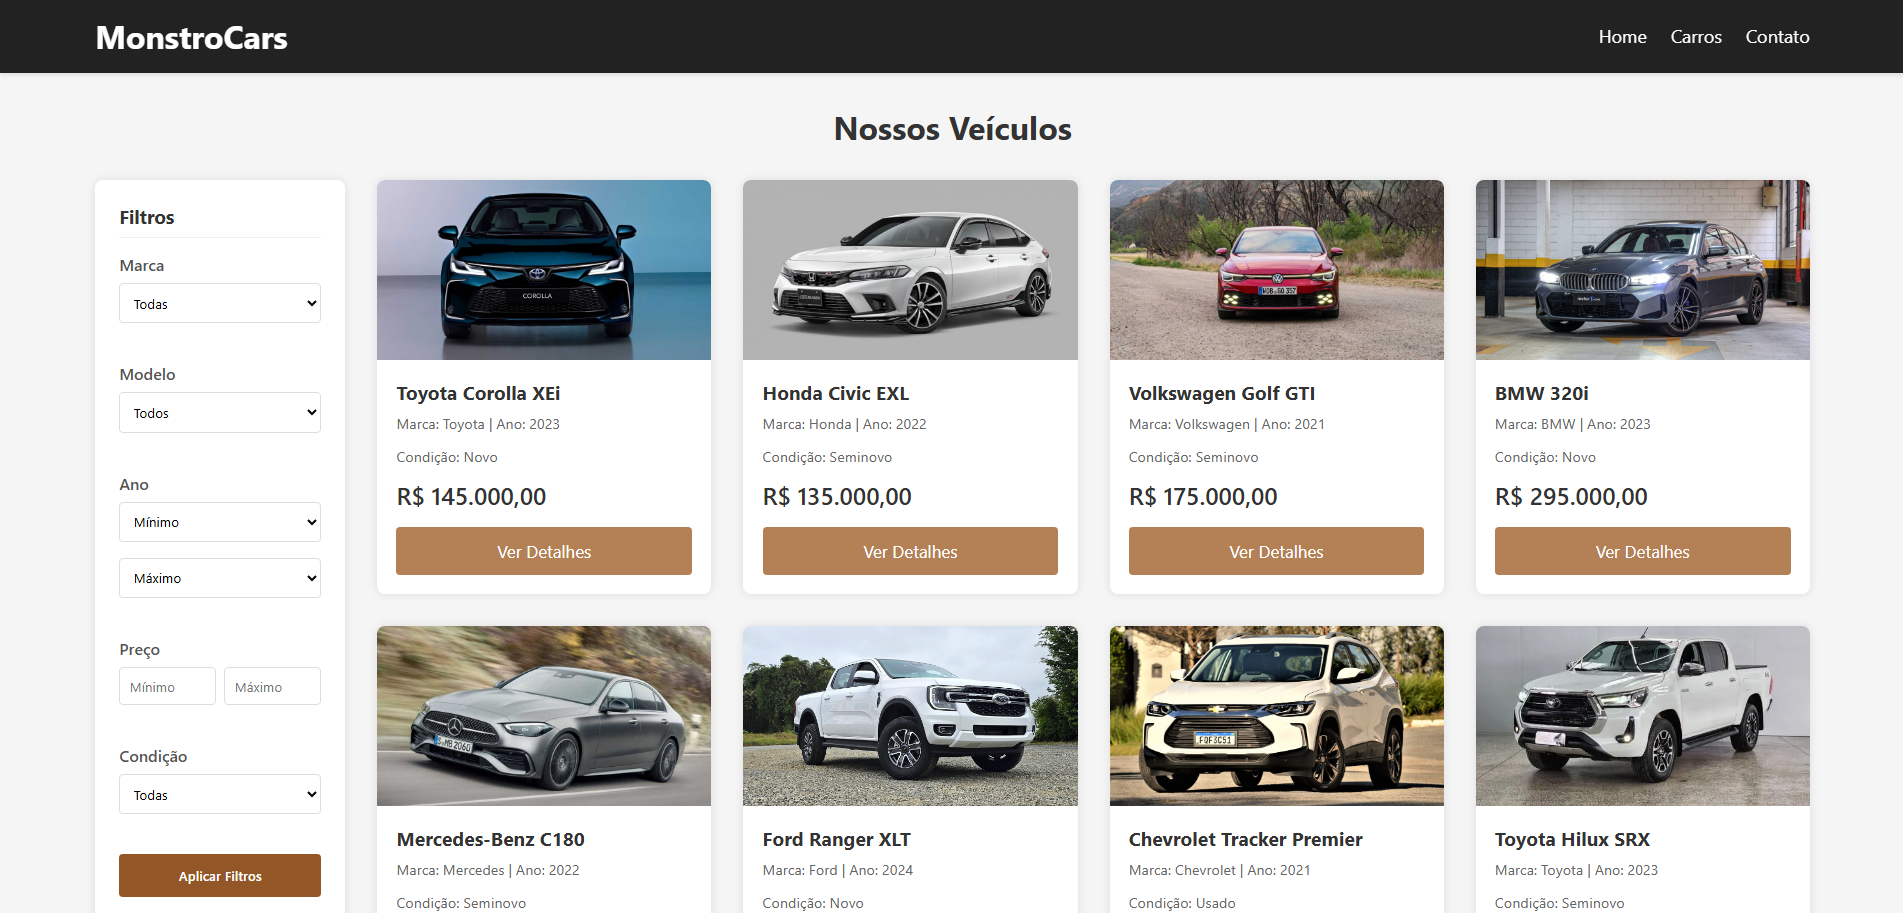 MonstroCars
Home Carros Contato
Nossos Veículos
Filtros
Marca
Todas
Modelo
Todos
Ano
Mínimo
Máximo
Preço
Mínimo Máximo
Condição
Todas
Aplicar Filtros
COROLLA
Toyota Corolla XEi
Marca: Toyota | Ano: 2023
Condição: Novo
R$ 145.000,00
Ver Detalhes
Honda Civic EXL
Marca: Honda | Ano: 2022
Condição: Seminovo
R$ 135.000,00
Ver Detalhes
WOB GO 357
Volkswagen Golf GTI
Marca: Volkswagen | Ano: 2021
Condição: Seminovo
R$ 175.000,00
Ver Detalhes
BMW 320i
Marca: BMW | Ano: 2023
Condição: Novo
R$ 295.000,00
Ver Detalhes
S MB 2060
Mercedes-Benz C180
Marca: Mercedes | Ano: 2022
Condição: Seminovo
Ford Ranger XLT
Marca: Ford | Ano: 2024
Condição: Novo
FQF3C51
Chevrolet Tracker Premier
Marca: Chevrolet | Ano: 2021
Condição: Usado
Toyota Hilux SRX
Marca: Toyota | Ano: 2023
Condição: Seminovo